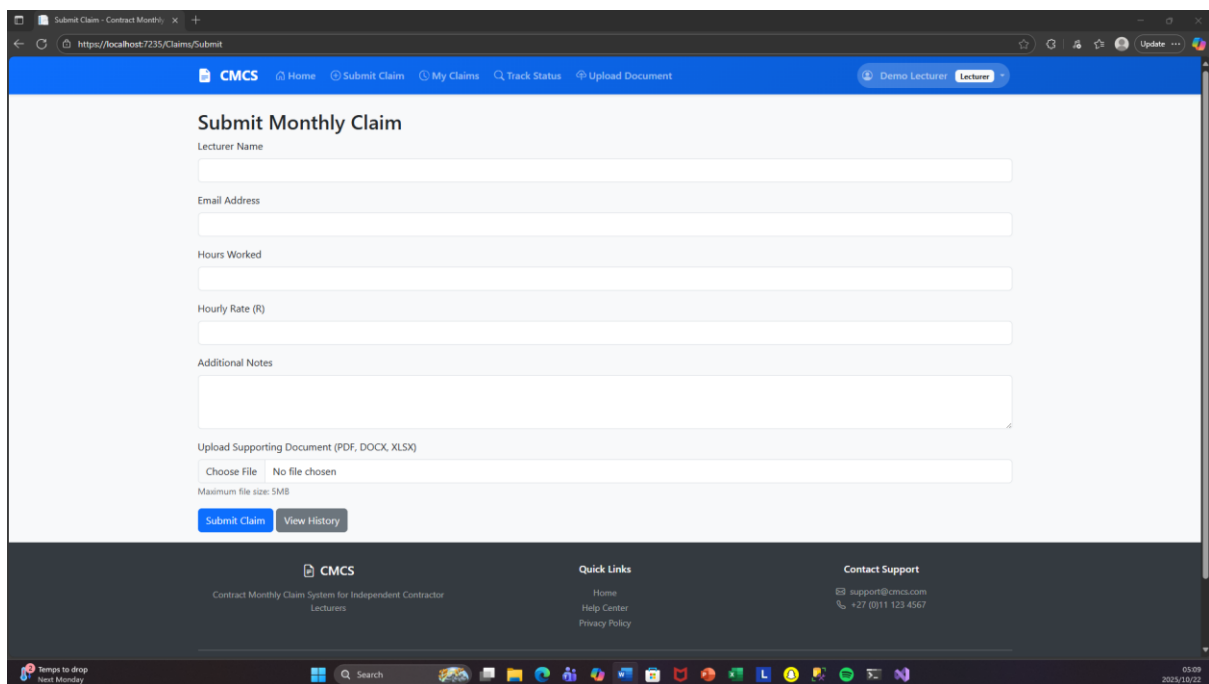 Submit Claim - Contract Monthly
https://localhost:7235/Claims/Submit
Update
CMCS Home Submit Claim My Claims Track Status Upload Document Demo Lecturer Lecturer
Submit Monthly Claim
Lecturer Name
Email Address
Hours Worked
Hourly Rate (R)
Additional Notes
Upload Supporting Document (PDF, DOCX, XLSX)
Choose File No file chosen
Maximum file size: 5MB
Submit Claim View History
CMCS
Contract Monthly Claim System for Independent Contractor
Lecturers
Quick Links
Home
Help Center
Privacy Policy
Contact Support
support@cmcs.com
+27 (0)11 123 4567
2
Temps to drop
Next Monday
Search
L
05:09
2025/10/22